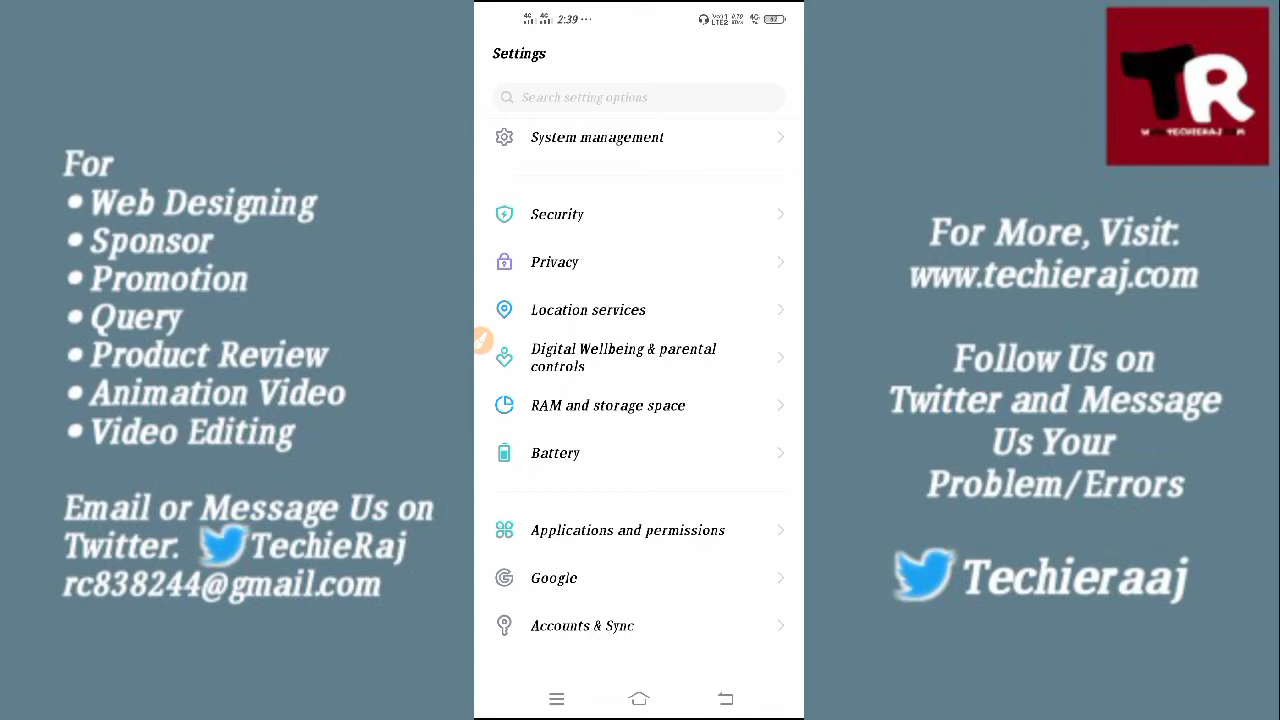 For
• Web Designing
• Sponsor
• Promotion
• Query
• Product Review
• Animation Video
• Video Editing
Email or Message Us on
Twitter. TechieRaj
rc838244@gmail.com
2:39 ···
4G
52
Settings
Search setting options
System management
Security
Privacy
Location services
Digital Wellbeing & parental
controls
RAM and storage space
Battery
Applications and permissions
Google
Accounts & Sync
TR
For More, Visit:
www.techieraj.com
Follow Us on
Twitter and Message
Us Your
Problem/Errors
Techieraaj